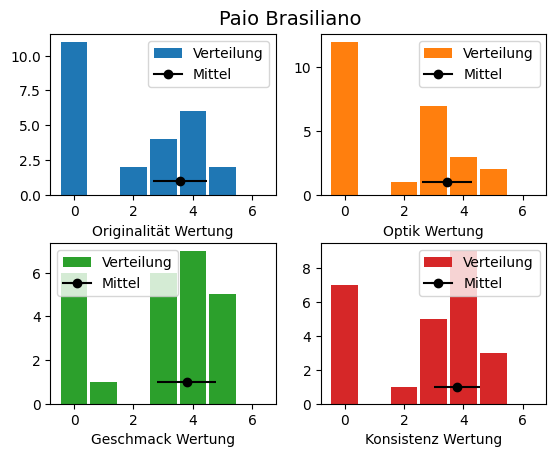 Paio Brasiliano
10.0
7.5
5.0
2.5
0.0
0 2 4 6
Verteilung
Mittel
Originalität Wertung
10
5
0
0 2 4 6
Verteilung
Mittel
Optik Wertung
6
4
2
0
0 2 4 6
Verteilung
Mittel
Geschmack Wertung
8
6
4
2
0
0 2 4 6
Verteilung
Mittel
Konsistenz Wertung